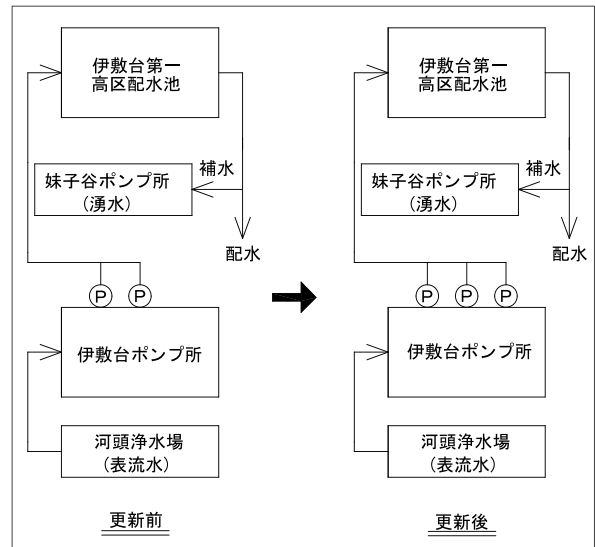 伊敷台第一
高区配水池
補水
妹子谷ポンプ所
(湧水)
配水
P P
伊敷台ポンプ所
河頭浄水場
(表流水)
更新前
伊敷台第一
高区配水池
補水
妹子谷ポンプ所
(湧水)
配水
P P P
伊敷台ポンプ所
河頭浄水場
(表流水)
更新後